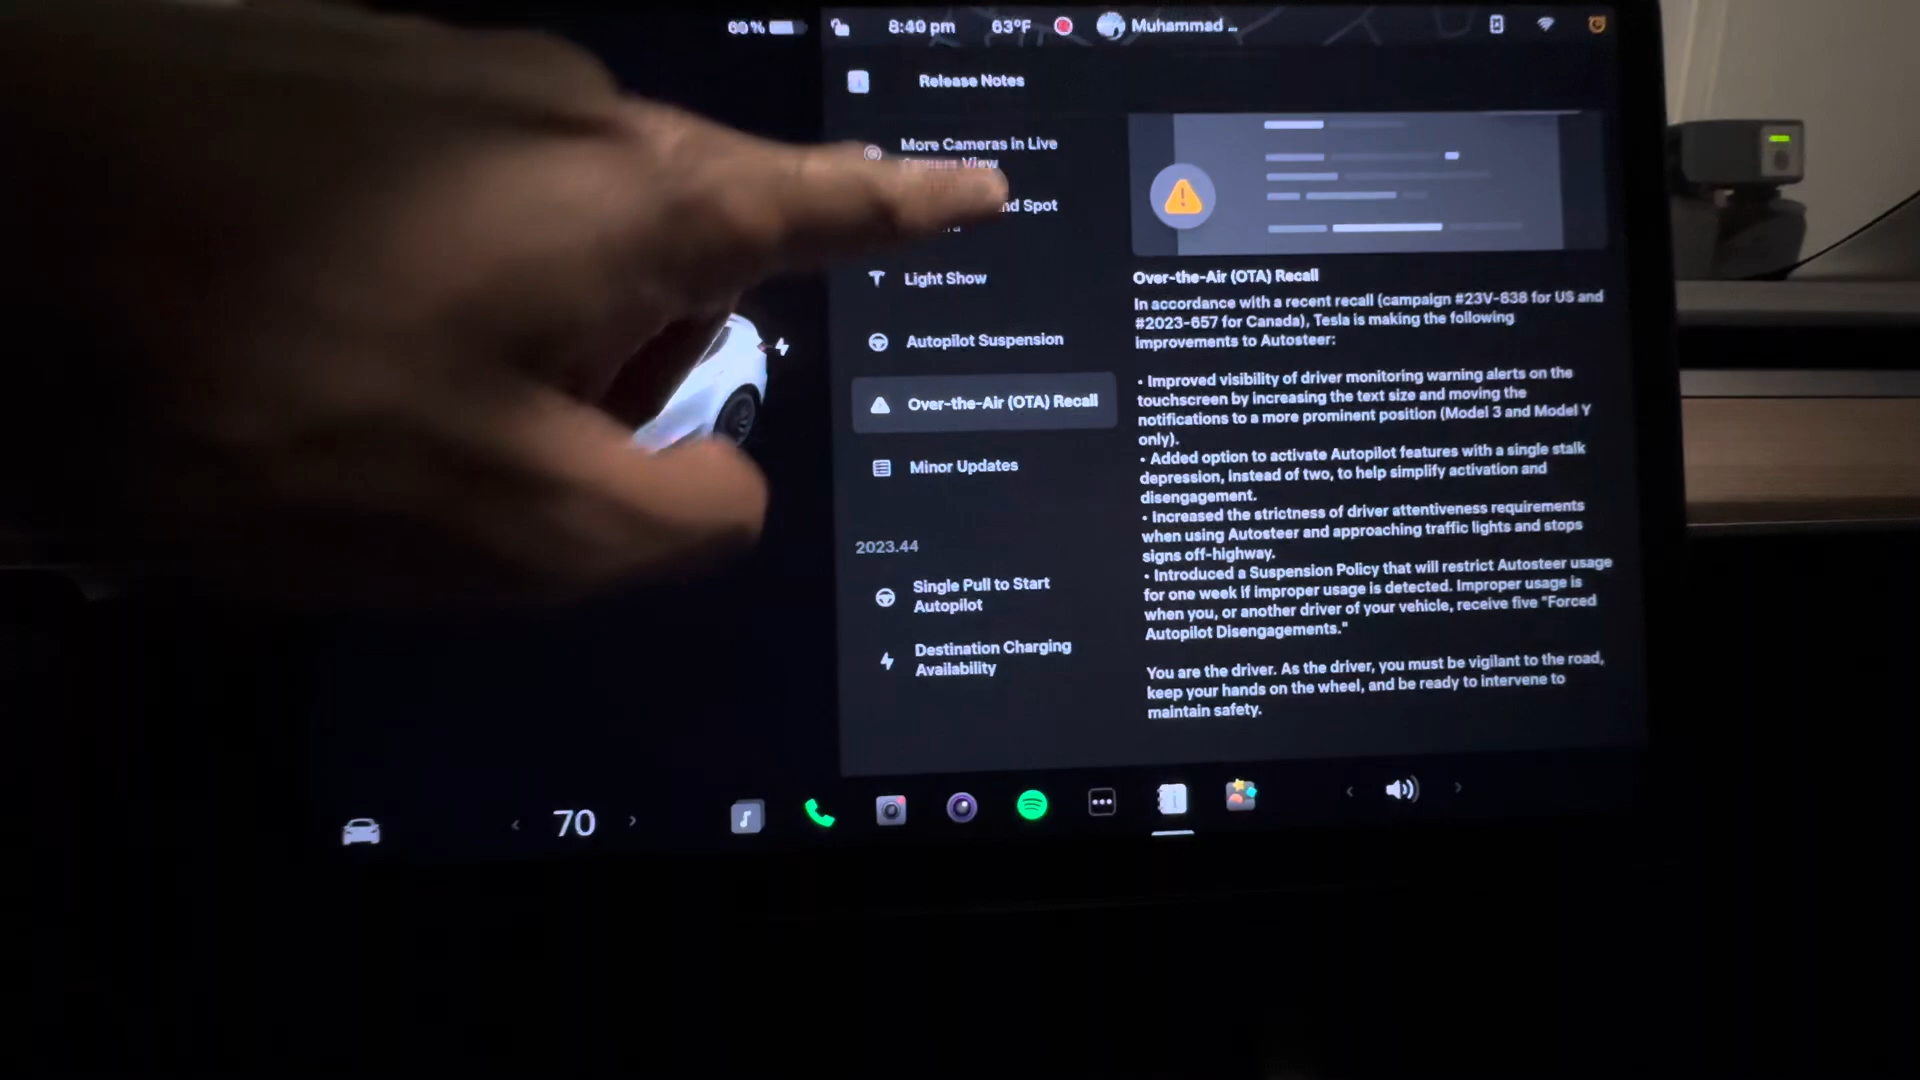 69 %
8:40 pm
63°F
Muhammad ...
Release Notes
More Cameras in Live
Camera View
nd Spot
Light Show
Autopilot Suspension
Over-the-Air (OTA) Recall
Minor Updates
2023.44
Single Pull to Start
Autopilot
Destination Charging
Availability
Over-the-Air (OTA) Recall
In accordance with a recent recall (campaign #23V-838 for US and
#2023-657 for Canada), Tesla is making the following
improvements to Autosteer:
• Improved visibility of driver monitoring warning alerts on the
touchscreen by increasing the text size and moving the
notifications to a more prominent position (Model 3 and Model Y
only).
• Added option to activate Autopilot features with a single stalk
depression, instead of two, to help simplify activation and
disengagement.
• Increased the strictness of driver attentiveness requirements
when using Autosteer and approaching traffic lights and stops
signs off-highway.
• Introduced a Suspension Policy that will restrict Autosteer usage
for one week if improper usage is detected. Improper usage is
when you, or another driver of your vehicle, receive five "Forced
Autopilot Disengagements."
You are the driver. As the driver, you must be vigilant to the road,
keep your hands on the wheel, and be ready to intervene to
maintain safety.
70